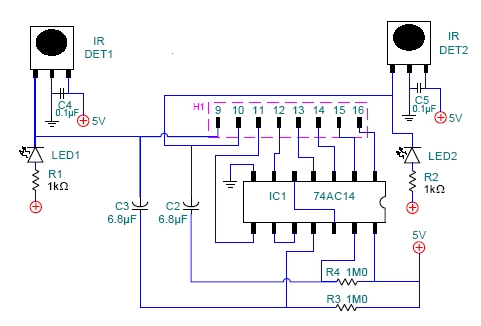 IR
DET1
C4
0.1µF
5V
H1
9 10 11 12 13 14 15 16
IR
DET2
C5
0.1µF
5V
LED1
R1
1kΩ
LED2
R2
1kΩ
IC1 74AC14
C3
6.8µF
C2
6.8µF
5V
R4 1M0
R3 1M0